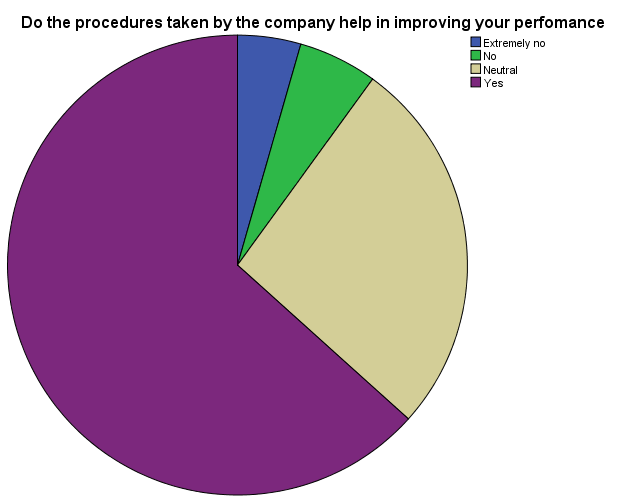 Do the procedures taken by the company help in improving your perfomance
Extremely no
No
Neutral
Yes